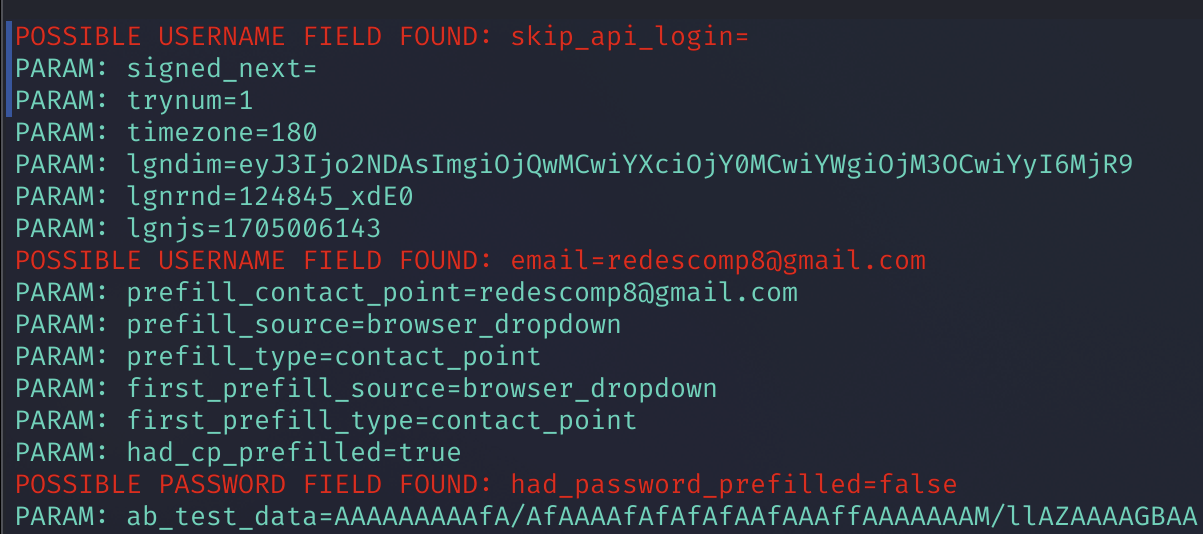 POSSIBLE USERNAME FIELD FOUND: skip_api_login=
PARAM: signed_next=
PARAM: trynum=1
PARAM: timezone=180
PARAM: lgndim=eyJ3Ijo2NDAsImgiOjQwMCwiYXciOjY0MCwiYWgiOjM3OCwiYyI6MjR9
PARAM: lgnrnd=124845_xdE0
PARAM: lgnjs=1705006143
POSSIBLE USERNAME FIELD FOUND: email=redescomp8@gmail.com
PARAM: prefill_contact_point=redescomp8@gmail.com
PARAM: prefill_source=browser_dropdown
PARAM: prefill_type=contact_point
PARAM: first_prefill_source=browser_dropdown
PARAM: first_prefill_type=contact_point
PARAM: had_cp_prefilled=true
POSSIBLE PASSWORD FIELD FOUND: had_password_prefilled=false
PARAM: ab_test_data=AAAAAAAAAfA/AfAAAAfAfAfAfAAfAAAffAAAAAAAM/llAZAAAAGBAA